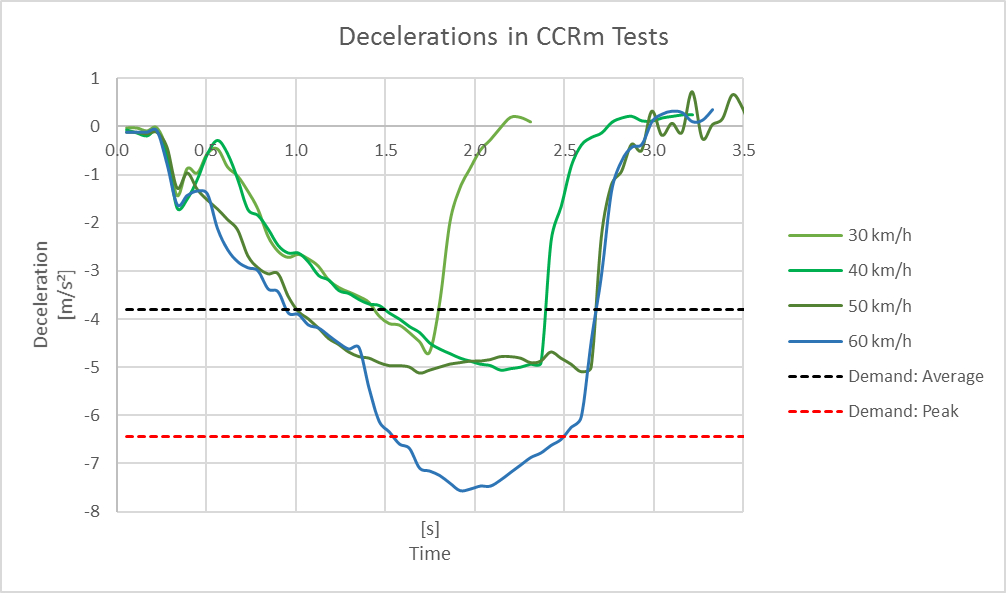 Decelerations in CCRm Tests
1
0
0.0 0.5 1.0 1.5 2.0 2.5 3.0 3.5
-1
-2
-3
-4
-5
-6
-7
-8
Deceleration
[m/s²]
[s]
Time
30 km/h
40 km/h
50 km/h
60 km/h
Demand: Average
Demand: Peak